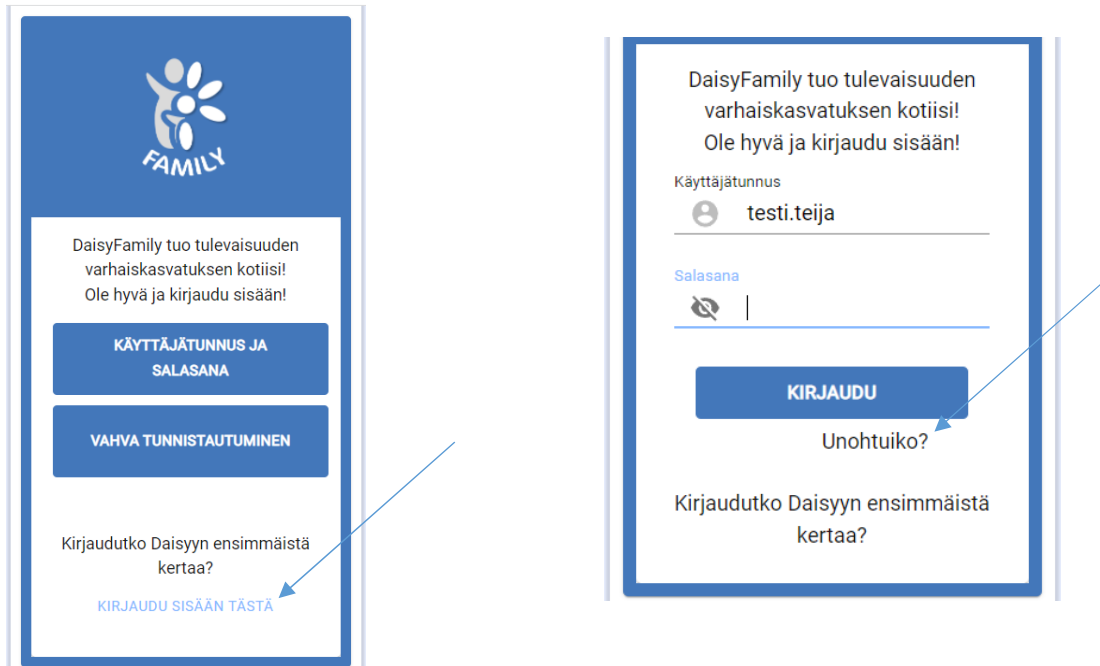 FAMILY
DaisyFamily tuo tulevaisuuden
varhaiskasvatuksen kotiisi!
Ole hyvä ja kirjaudu sisään!
KÄYTTÄJÄTUNNUS JA
SALASANA
VAHVA TUNNISTAUTUMINEN
Kirjaudutko Daisyyn ensimmäistä
kertaa?
KIRJAUDU SISÄÄN TÄSTÄ
DaisyFamily tuo tulevaisuuden
varhaiskasvatuksen kotiisi!
Ole hyvä ja kirjaudu sisään!
Käyttäjätunnus
testi.teija
Salasana
KIRJAUDU
Unohtuiko?
Kirjaudutko Daisyyn ensimmäistä
kertaa?